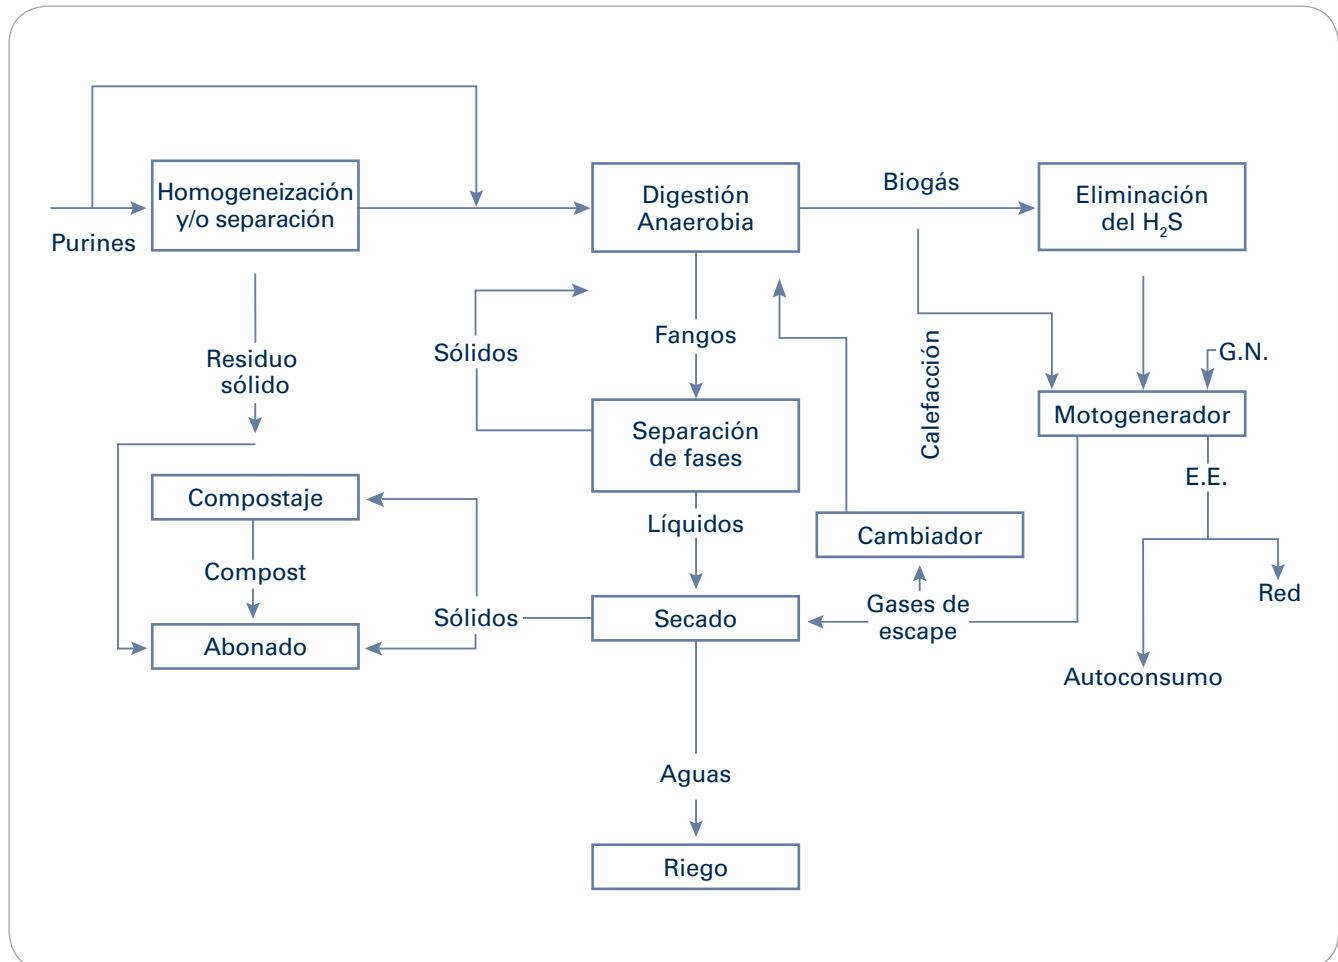 Homogeneización
y/o separación
Digestión
Anaerobia
Biogás
Eliminación
del H₂S
Purines
Residuo
sólido
Sólidos
Fangos
Calefacción
G.N.
Motogenerador
Separación
de fases
E.E.
Compostaje
Líquidos
Cambiador
Compost
Sólidos
Secado
Gases de
escape
Red
Abonado
Autoconsumo
Aguas
Riego